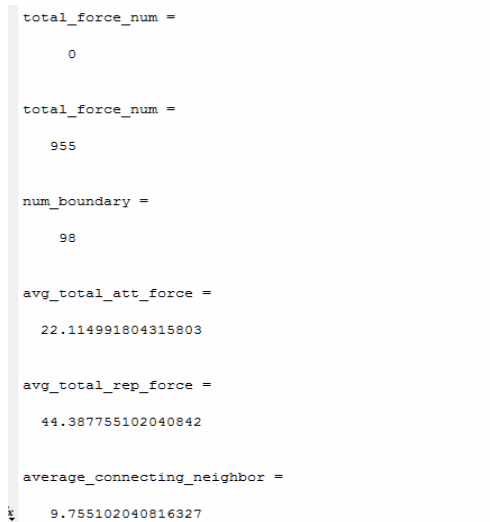 total_force_num =
0
total_force_num =
955
num_boundary =
98
avg_total_att_force =
22.114991804315803
avg_total_rep_force =
44.387755102040842
average_connecting_neighbor =
9.755102040816327